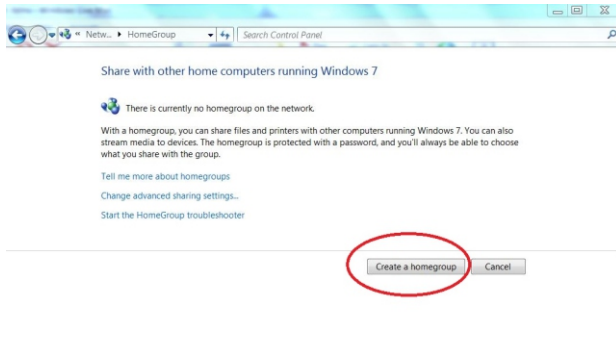 « Netw... ▸ HomeGroup
Search Control Panel
Share with other home computers running Windows 7
There is currently no homegroup on the network.
With a homegroup, you can share files and printers with other computers running Windows 7. You can also
stream media to devices. The homegroup is protected with a password, and you'll always be able to choose
what you share with the group.
Tell me more about homegroups
Change advanced sharing settings...
Start the HomeGroup troubleshooter
Create a homegroup Cancel